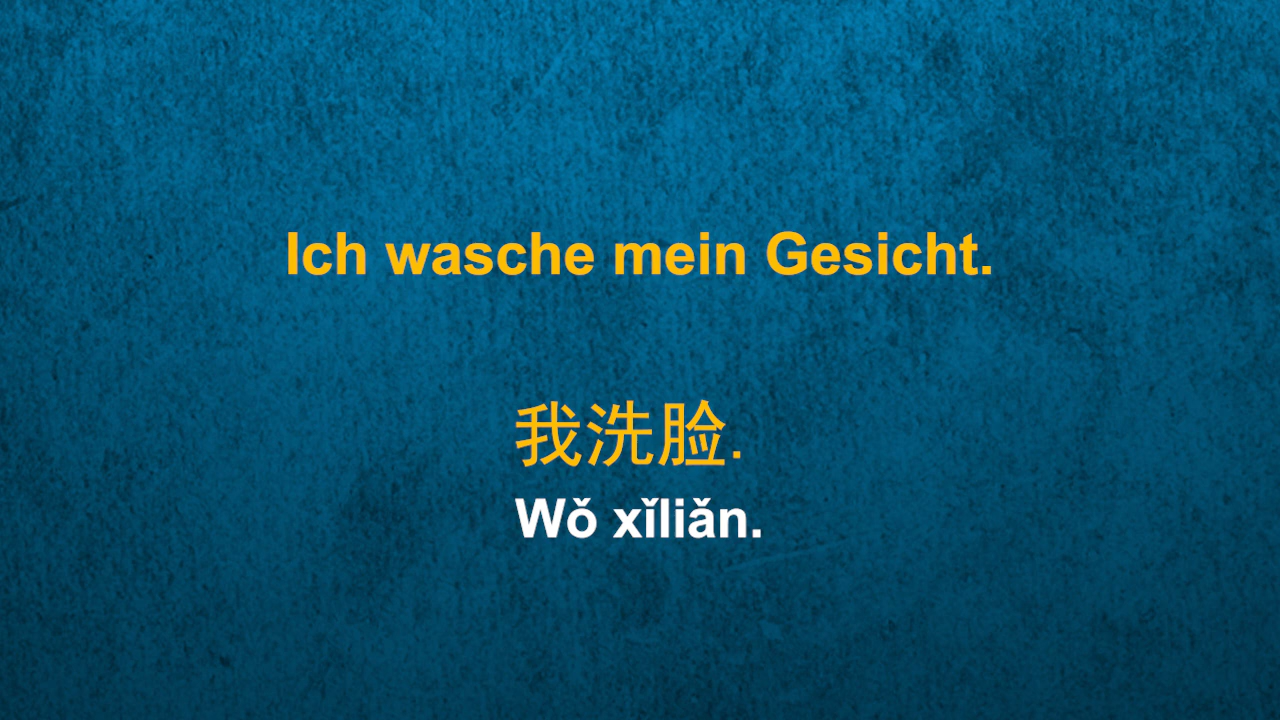 Ich wasche mein Gesicht.
我洗脸.
Wǒ xǐliǎn.